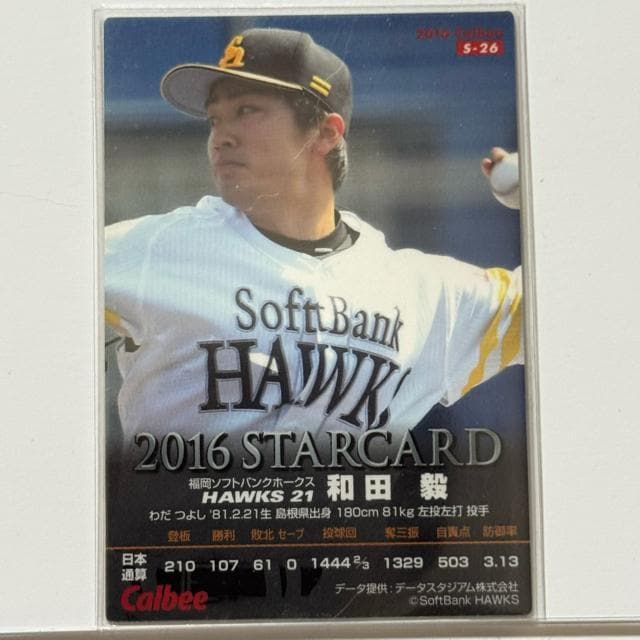 2016 Calbee
S-26
SoftBank
HAWKS
2016 STARCARD
福岡ソフトバンクホークス
HAWKS 21 和田 毅
わだ つよし '81.2.21生 島根県出身 180cm 81kg 左投左打 投手
登板 勝利 敗北 セーブ 投球回 奪三振 自責点 防御率
日本通算 210 107 61 0 1444 2/3 1329 503 3.13
データ提供：データスタジアム株式会社
Calbee ©SoftBank HAWKS